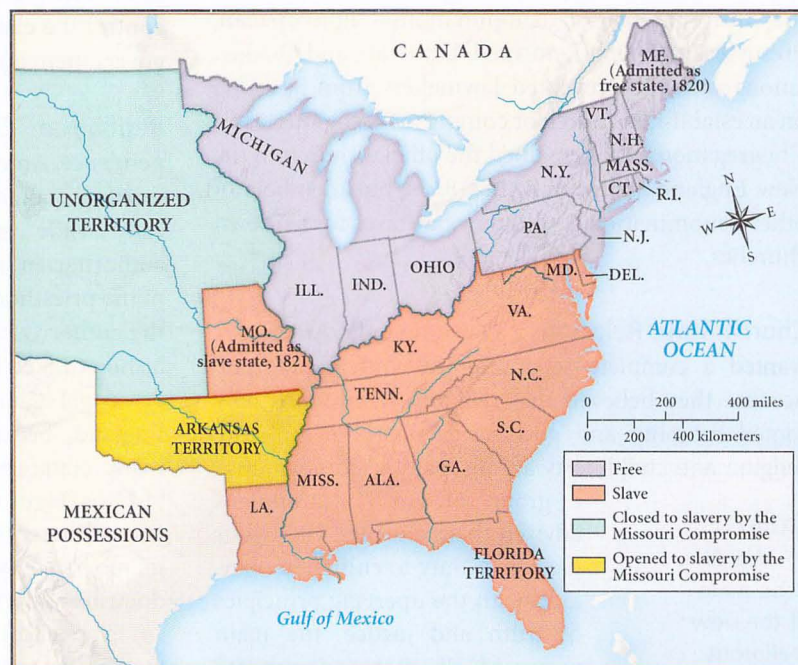 CANADA
ME.
(Admitted as
free state, 1820)
VT.
N.H.
MASS.
CT.
R.I.
N.Y.
MICHIGAN
UNORGANIZED
TERRITORY
PA.
N.J.
OHIO
IND.
ILL.
MD.
DEL.
N
E
S
W
MO.
(Admitted as
slave state, 1821)
VA.
KY.
ATLANTIC
OCEAN
N.C.
TENN.
ARKANSAS
TERRITORY
S.C.
0 200 400 miles
0 200 400 kilometers
MISS.
ALA.
GA.
LA.
MEXICAN
POSSESSIONS
FLORIDA
TERRITORY
Gulf of Mexico
Free
Slave
Closed to slavery by the
Missouri Compromise
Opened to slavery by the
Missouri Compromise